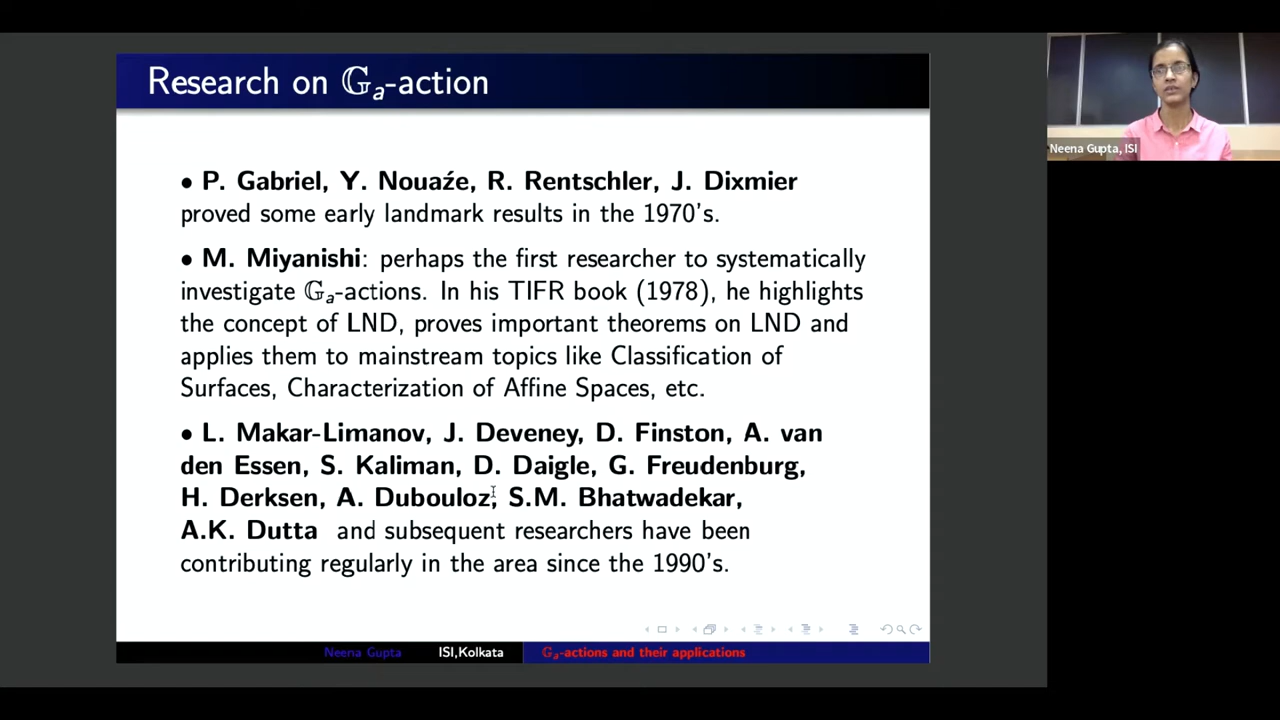 Research on 𝔾ₐ-action
• P. Gabriel, Y. Nouaźe, R. Rentschler, J. Dixmier
proved some early landmark results in the 1970's.
• M. Miyanishi: perhaps the first researcher to systematically
investigate 𝔾ₐ-actions. In his TIFR book (1978), he highlights
the concept of LND, proves important theorems on LND and
applies them to mainstream topics like Classification of
Surfaces, Characterization of Affine Spaces, etc.
• L. Makar-Limanov, J. Deveney, D. Finston, A. van
den Essen, S. Kaliman, D. Daigle, G. Freudenburg,
H. Derksen, A. Dubouloz, S.M. Bhatwadekar,
A.K. Dutta and subsequent researchers have been
contributing regularly in the area since the 1990's.
Neena Gupta ISI,Kolkata 𝔾ₐ-actions and their applications
Neena Gupta, ISI